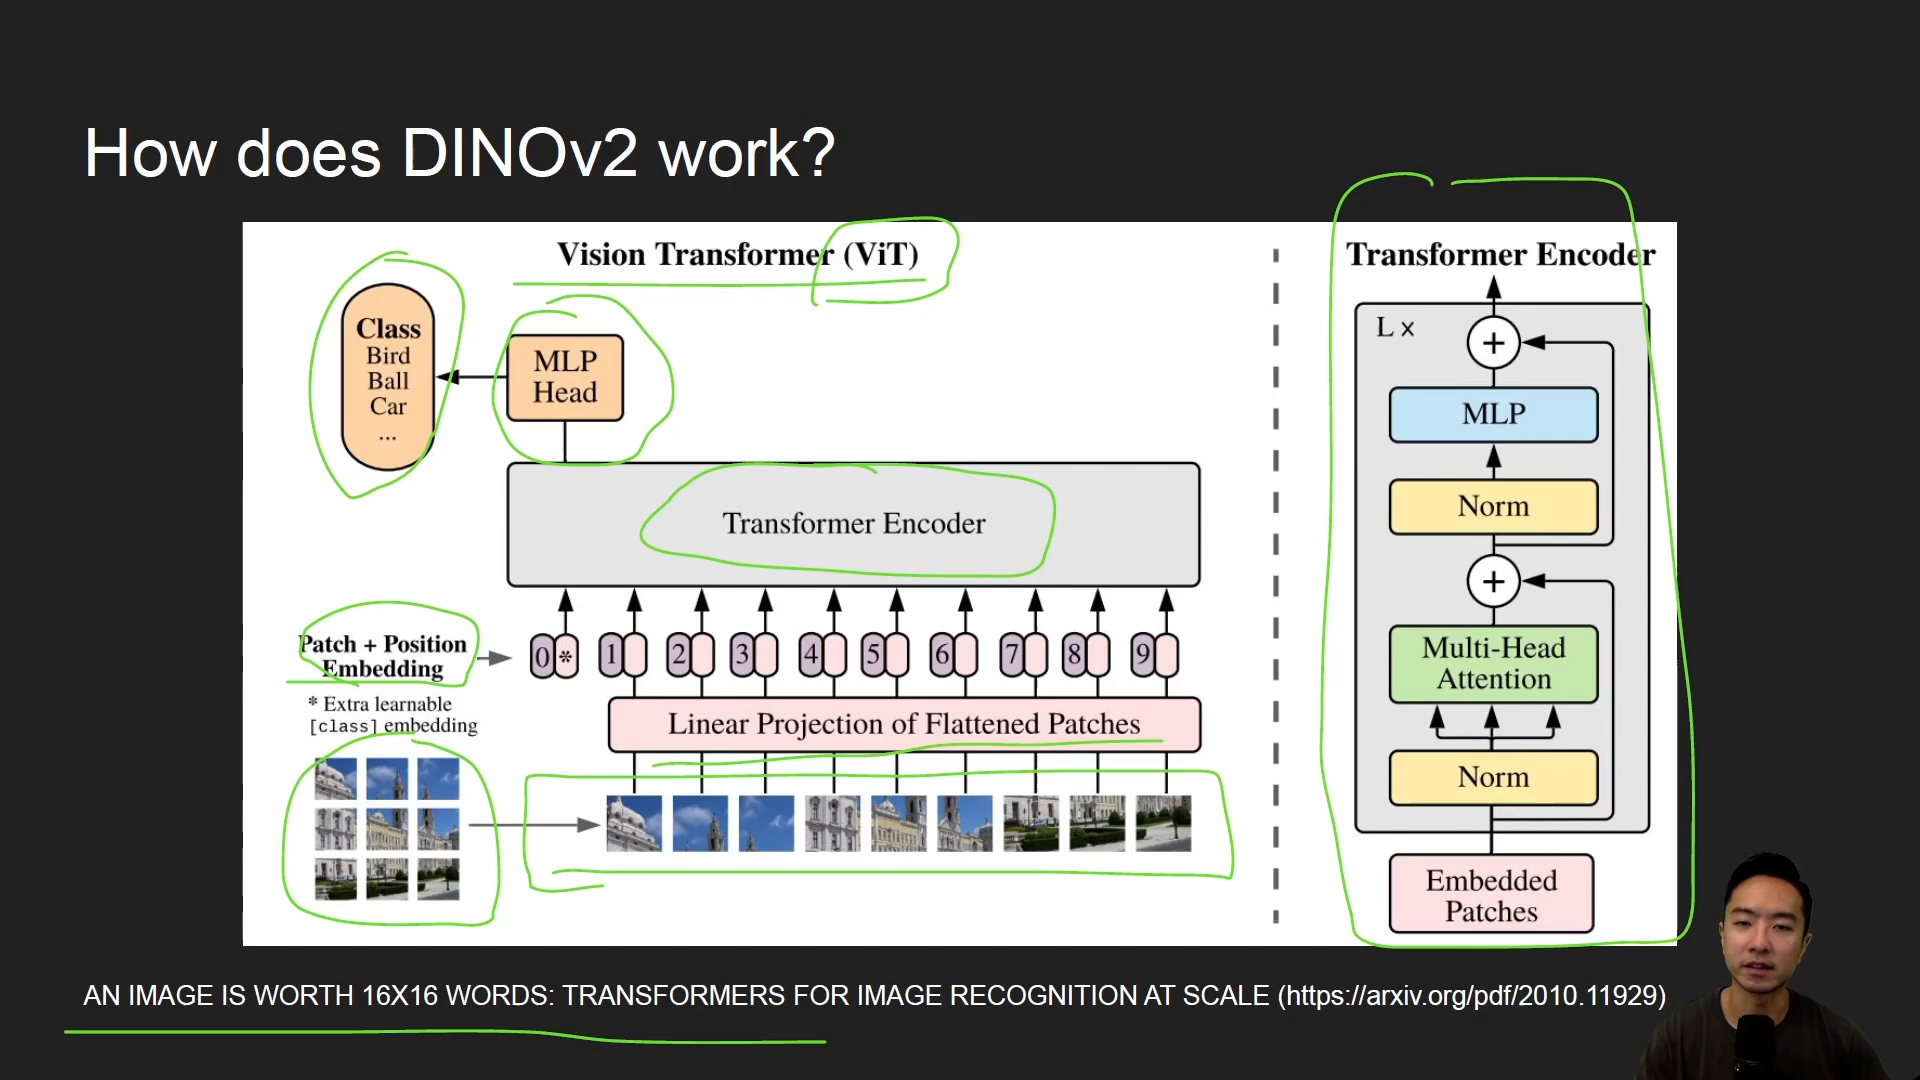 How does DINOv2 work?
Vision Transformer (ViT)
Class
Bird
Ball
Car
...
MLP
Head
Transformer Encoder
Patch + Position
Embedding
* Extra learnable
[class] embedding
0 * 1 2 3 4 5 6 7 8 9
Linear Projection of Flattened Patches
Transformer Encoder
L ×
+
MLP
Norm
+
Multi-Head
Attention
Norm
Embedded
Patches
AN IMAGE IS WORTH 16X16 WORDS: TRANSFORMERS FOR IMAGE RECOGNITION AT SCALE (https://arxiv.org/pdf/2010.11929)